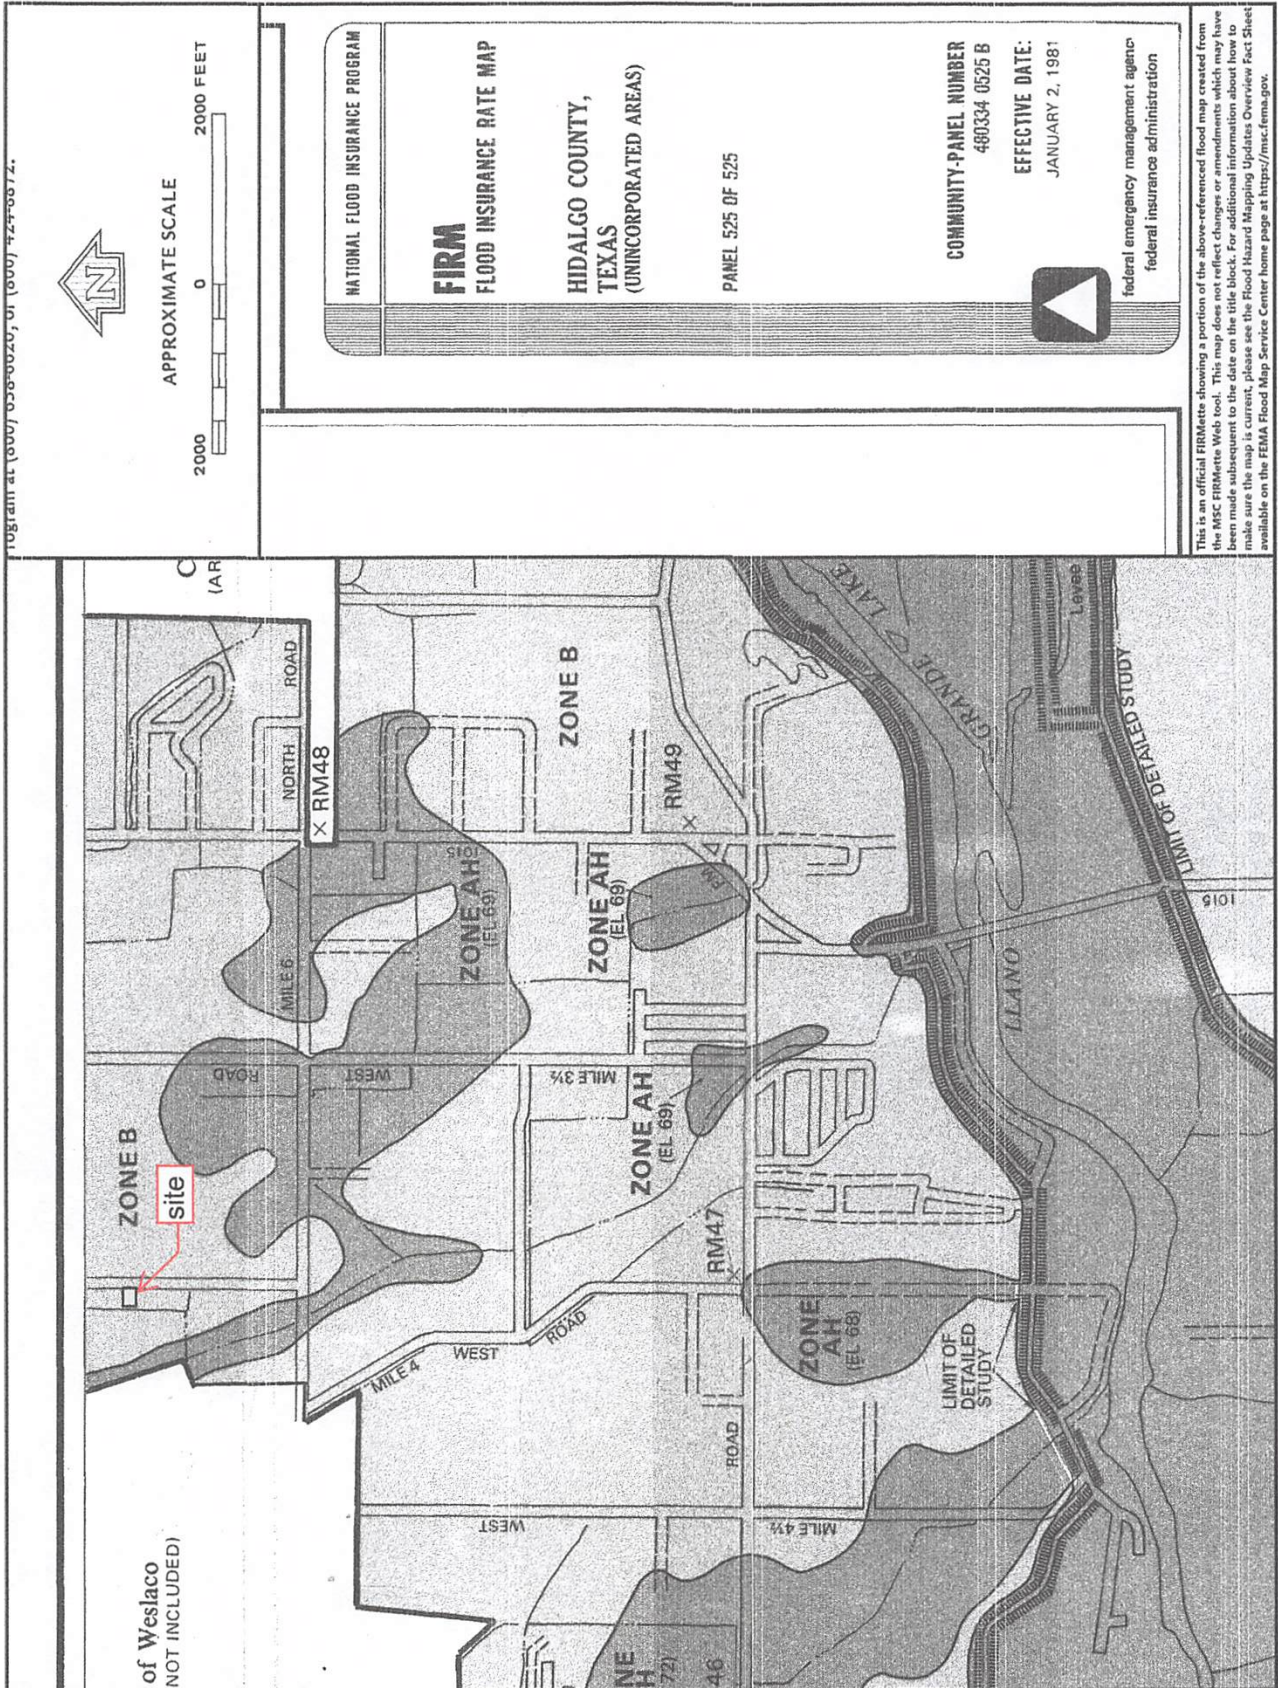 of Weslaco
NOT INCLUDED)
ZONE B
site
ROAD
WEST
MILE 6
NORTH
ROAD
× RM48
C
(AR
ZONE AH
(EL 69)
1015
ZONE B
MILE 4
WEST
ROAD
MILE 3½
ZONE AH
(EL 69)
ZONE AH
(EL 69)
RM49
FM
RM47
ROAD
WEST
MILE 4½
ZONE
AH
(EL 68)
LIMIT OF
DETAILED
STUDY
NE
H
72)
46
LLANO
GRANDE
LAKE
Levee
LIMIT OF DETAILED STUDY
1015
APPROXIMATE SCALE
2000 0 2000 FEET
N
NATIONAL FLOOD INSURANCE PROGRAM
FIRM
FLOOD INSURANCE RATE MAP
HIDALGO COUNTY,
TEXAS
(UNINCORPORATED AREAS)
PANEL 525 OF 525
COMMUNITY-PANEL NUMBER
480334 0525 B
EFFECTIVE DATE:
JANUARY 2, 1981
federal emergency management agency
federal insurance administration
This is an official FIRMette showing a portion of the above-referenced flood map created from
the MSC FIRMette Web tool. This map does not reflect changes or amendments which may have
been made subsequent to the date on the title block. For additional information about how to
make sure the map is current, please see the Flood Hazard Mapping Updates Overview Fact Sheet
available on the FEMA Flood Map Service Center home page at https://msc.fema.gov.